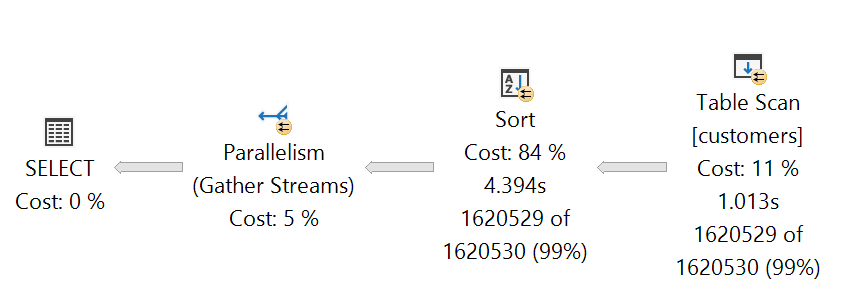 SELECT
Cost: 0 %
Parallelism
(Gather Streams)
Cost: 5 %
A
Z
Sort
Cost: 84 %
4.394s
1620529 of
1620530 (99%)
Table Scan
[customers]
Cost: 11 %
1.013s
1620529 of
1620530 (99%)